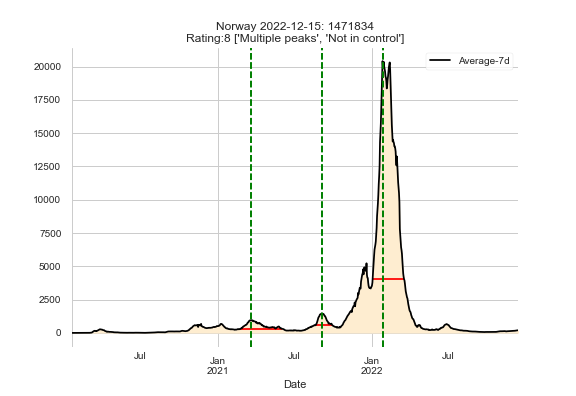 Norway 2022-12-15: 1471834
Rating:8 ['Multiple peaks', 'Not in control']
Average-7d
20000
17500
15000
12500
10000
7500
5000
2500
0
Jul
Jan
2021
Jul
Jan
2022
Jul
Date